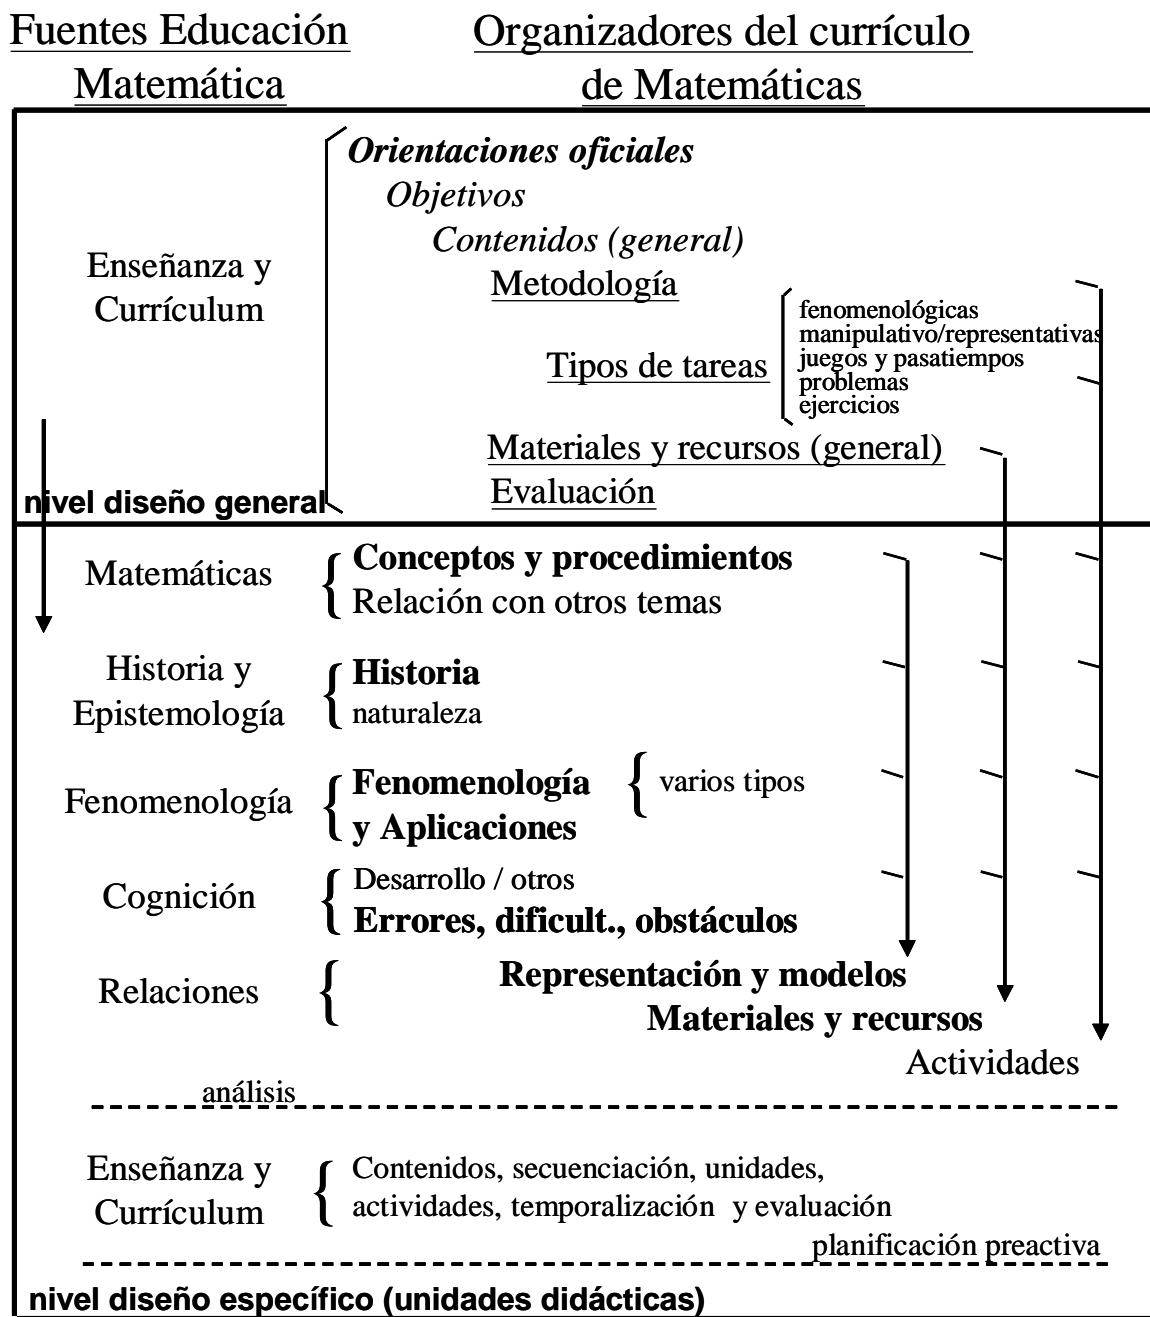 Fuentes Educación
Matemática
Organizadores del currículo
de Matemáticas
Orientaciones oficiales
Objetivos
Contenidos (general)
Enseñanza y
Currículum
Metodología
Tipos de tareas
fenomenológicas
manipulativo/representativas
juegos y pasatiempos
problemas
ejercicios
Materiales y recursos (general)
Evaluación
nivel diseño general
Matemáticas
Conceptos y procedimientos
Relación con otros temas
Historia y
Epistemología
Historia
naturaleza
Fenomenología
Fenomenología
y Aplicaciones
varios tipos
Cognición
Desarrollo / otros
Errores, dificult., obstáculos
Relaciones
Representación y modelos
Materiales y recursos
Actividades
análisis
Enseñanza y
Currículum
Contenidos, secuenciación, unidades,
actividades, temporalización y evaluación
planificación preactiva
nivel diseño específico (unidades didácticas)